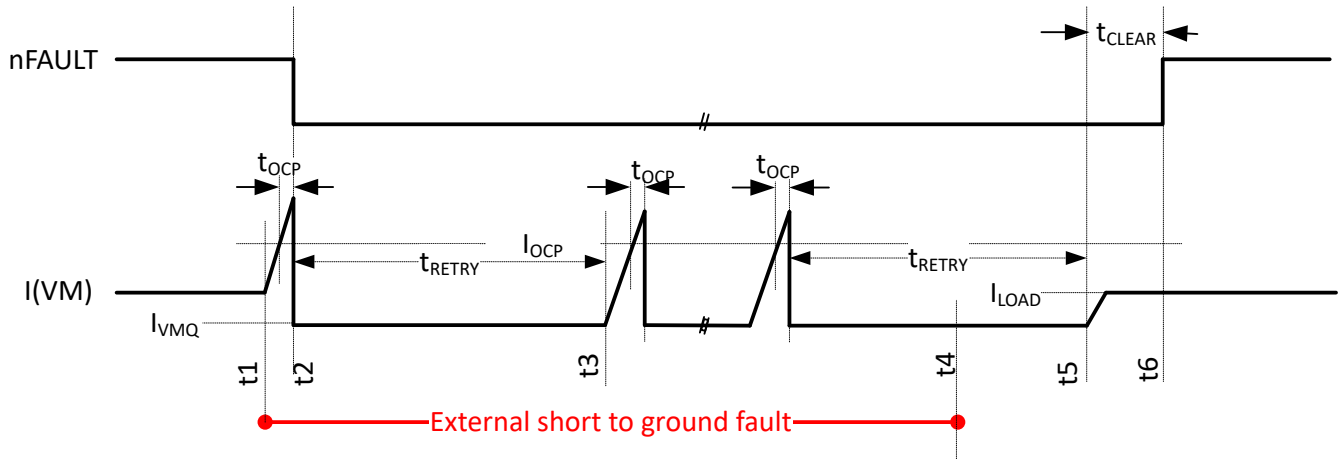 tCLEAR
nFAULT
tOCP
tOCP
tOCP
IOCP
tRETRY
tRETRY
I(VM)
ILOAD
IVMQ
t1
t2
t3
t4
t5
t6
External short to ground fault